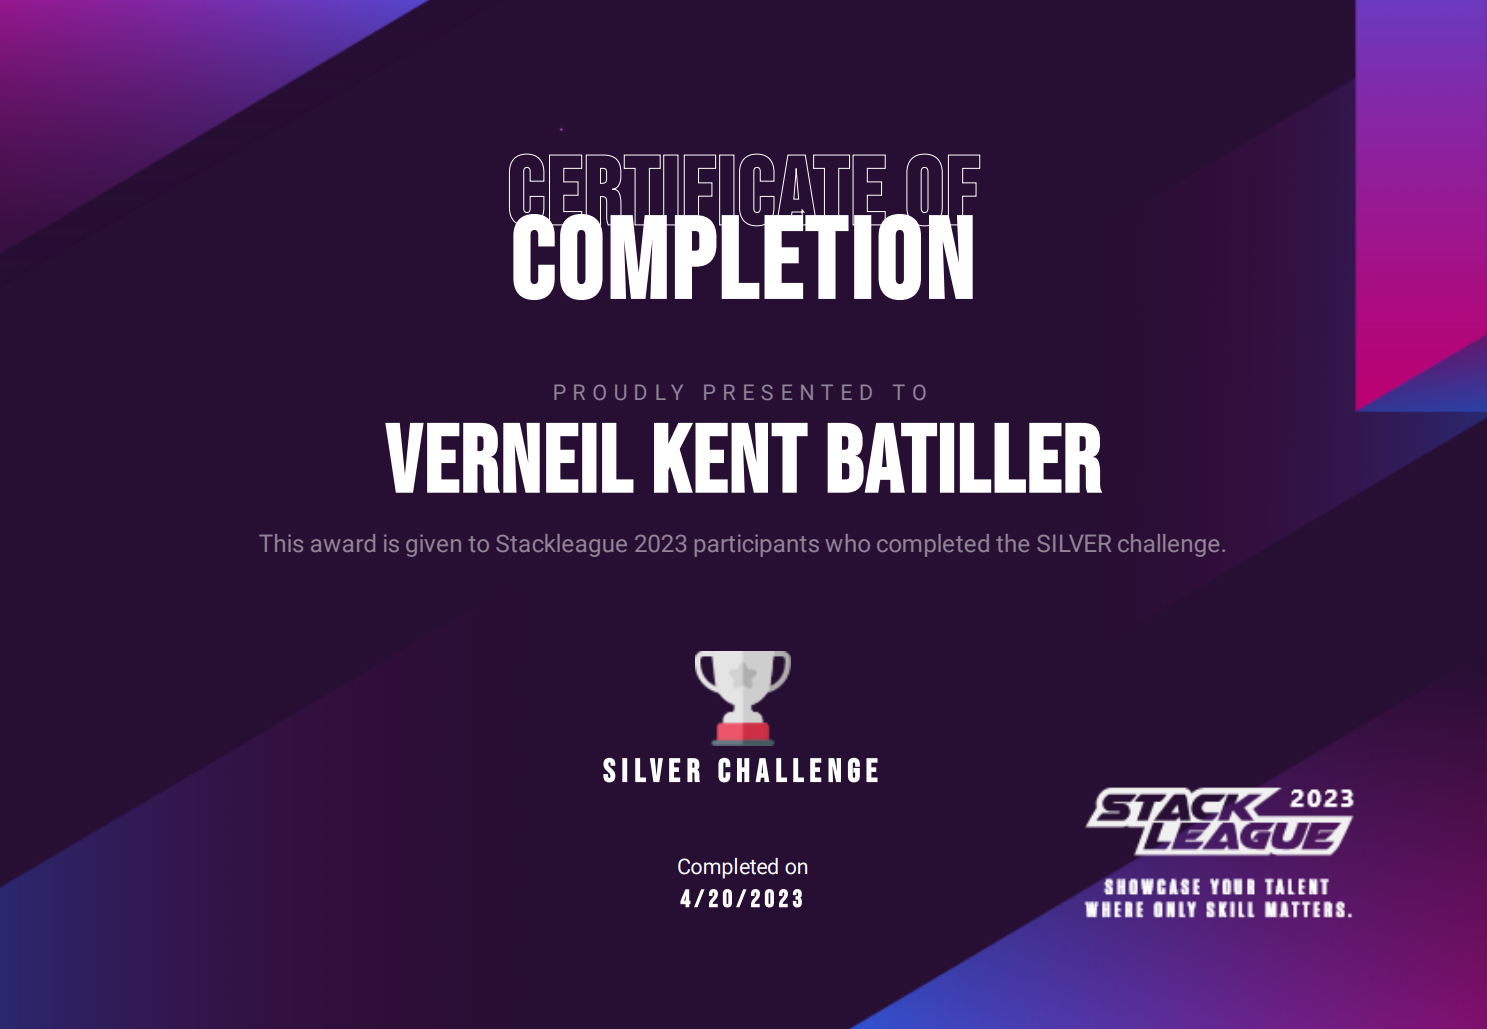 CERTIFICATE OF
COMPLETION
PROUDLY PRESENTED TO
VERNEIL KENT BATILLER
This award is given to Stackleague 2023 participants who completed the SILVER challenge.
SILVER CHALLENGE
Completed on
4/20/2023
STACK 2023
LEAGUE
SHOWCASE YOUR TALENT
WHERE ONLY SKILL MATTERS.